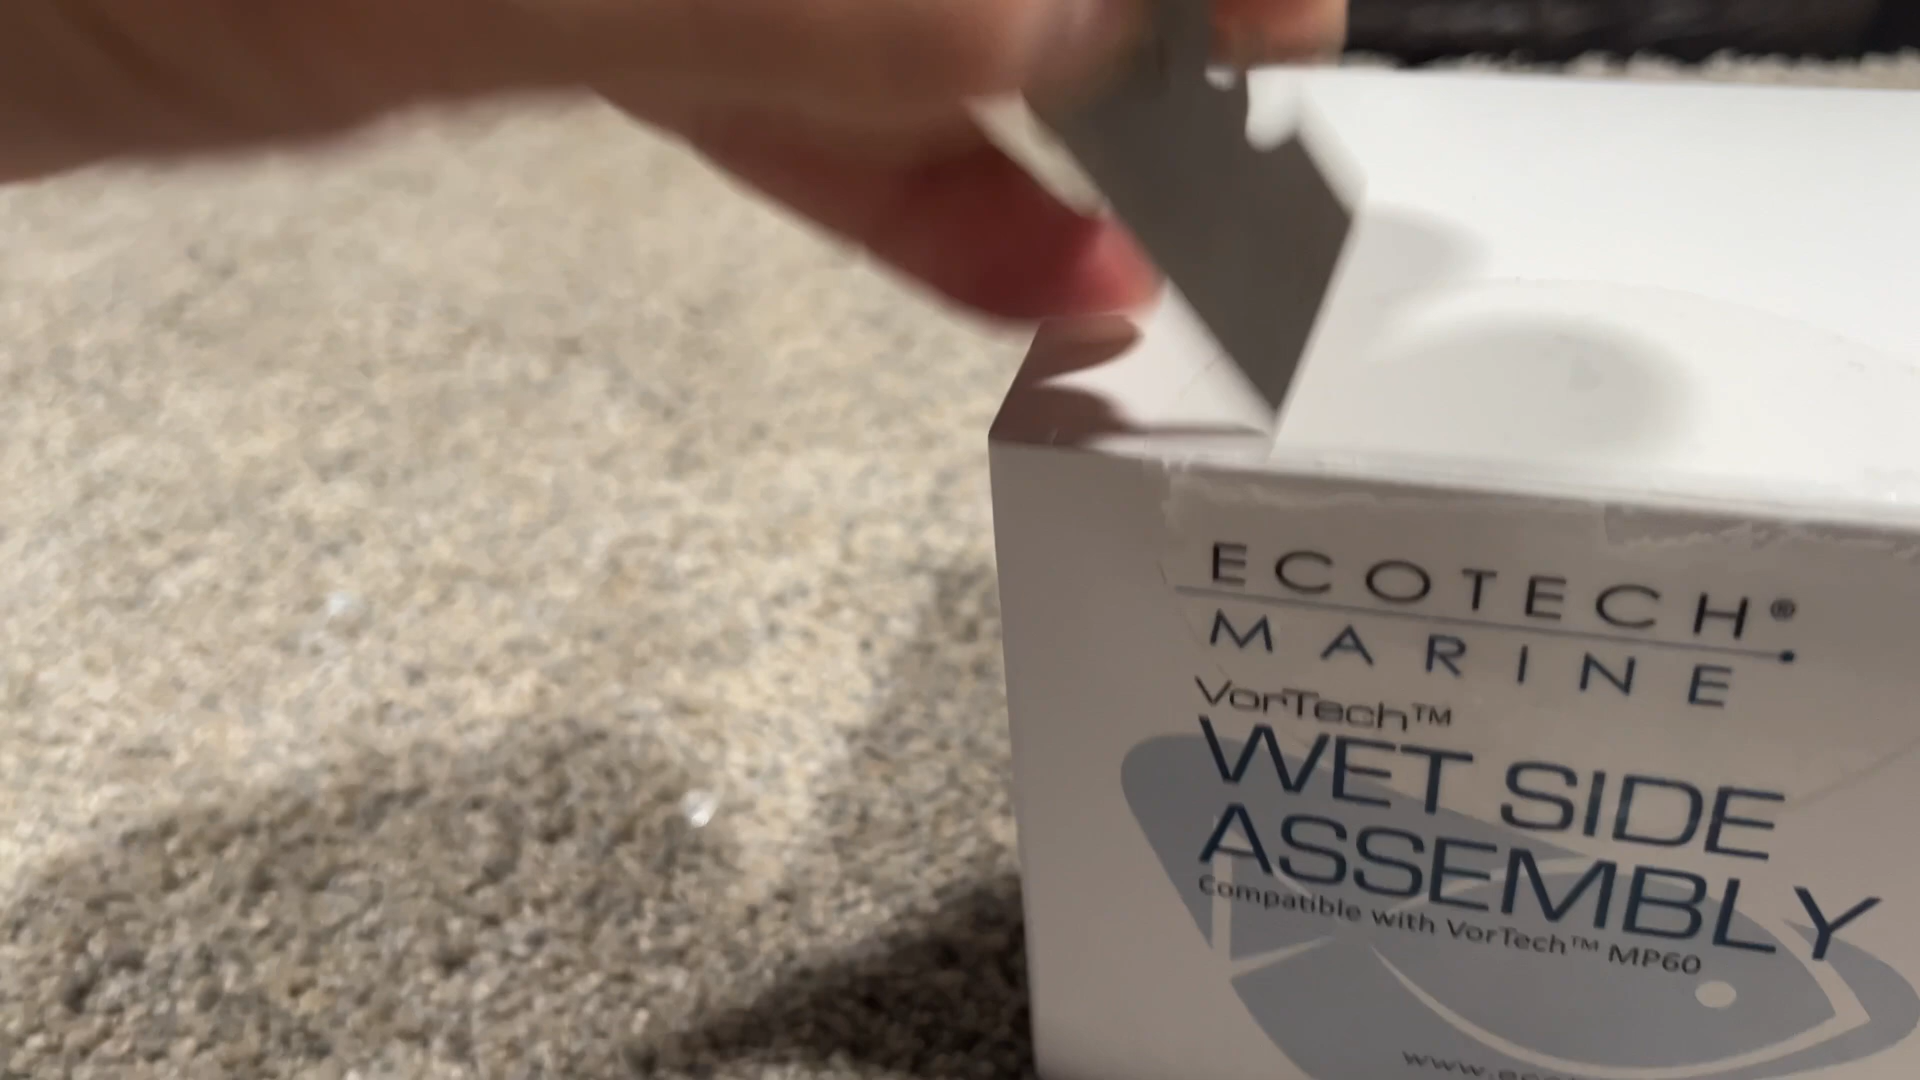 ECOTECH®
MARINE
VorTech™
WET SIDE
ASSEMBLY
Compatible with VorTech™ MP60